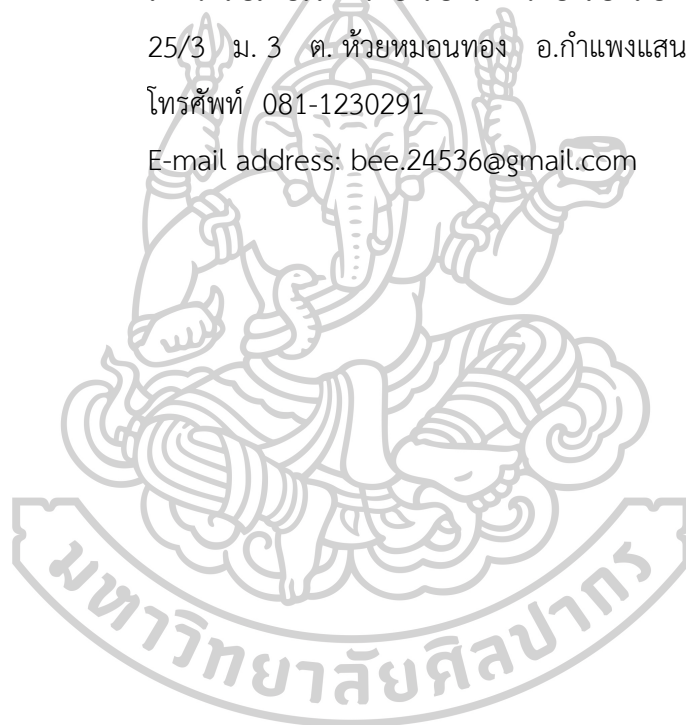 25/3 ม. 3 ต. ห้วยหมอนทอง อ.กำแพงแสน
โทรศัพท์ 081-1230291
E-mail address: bee.24536@gmail.com
มหาวิทยาลัยศิลปากร